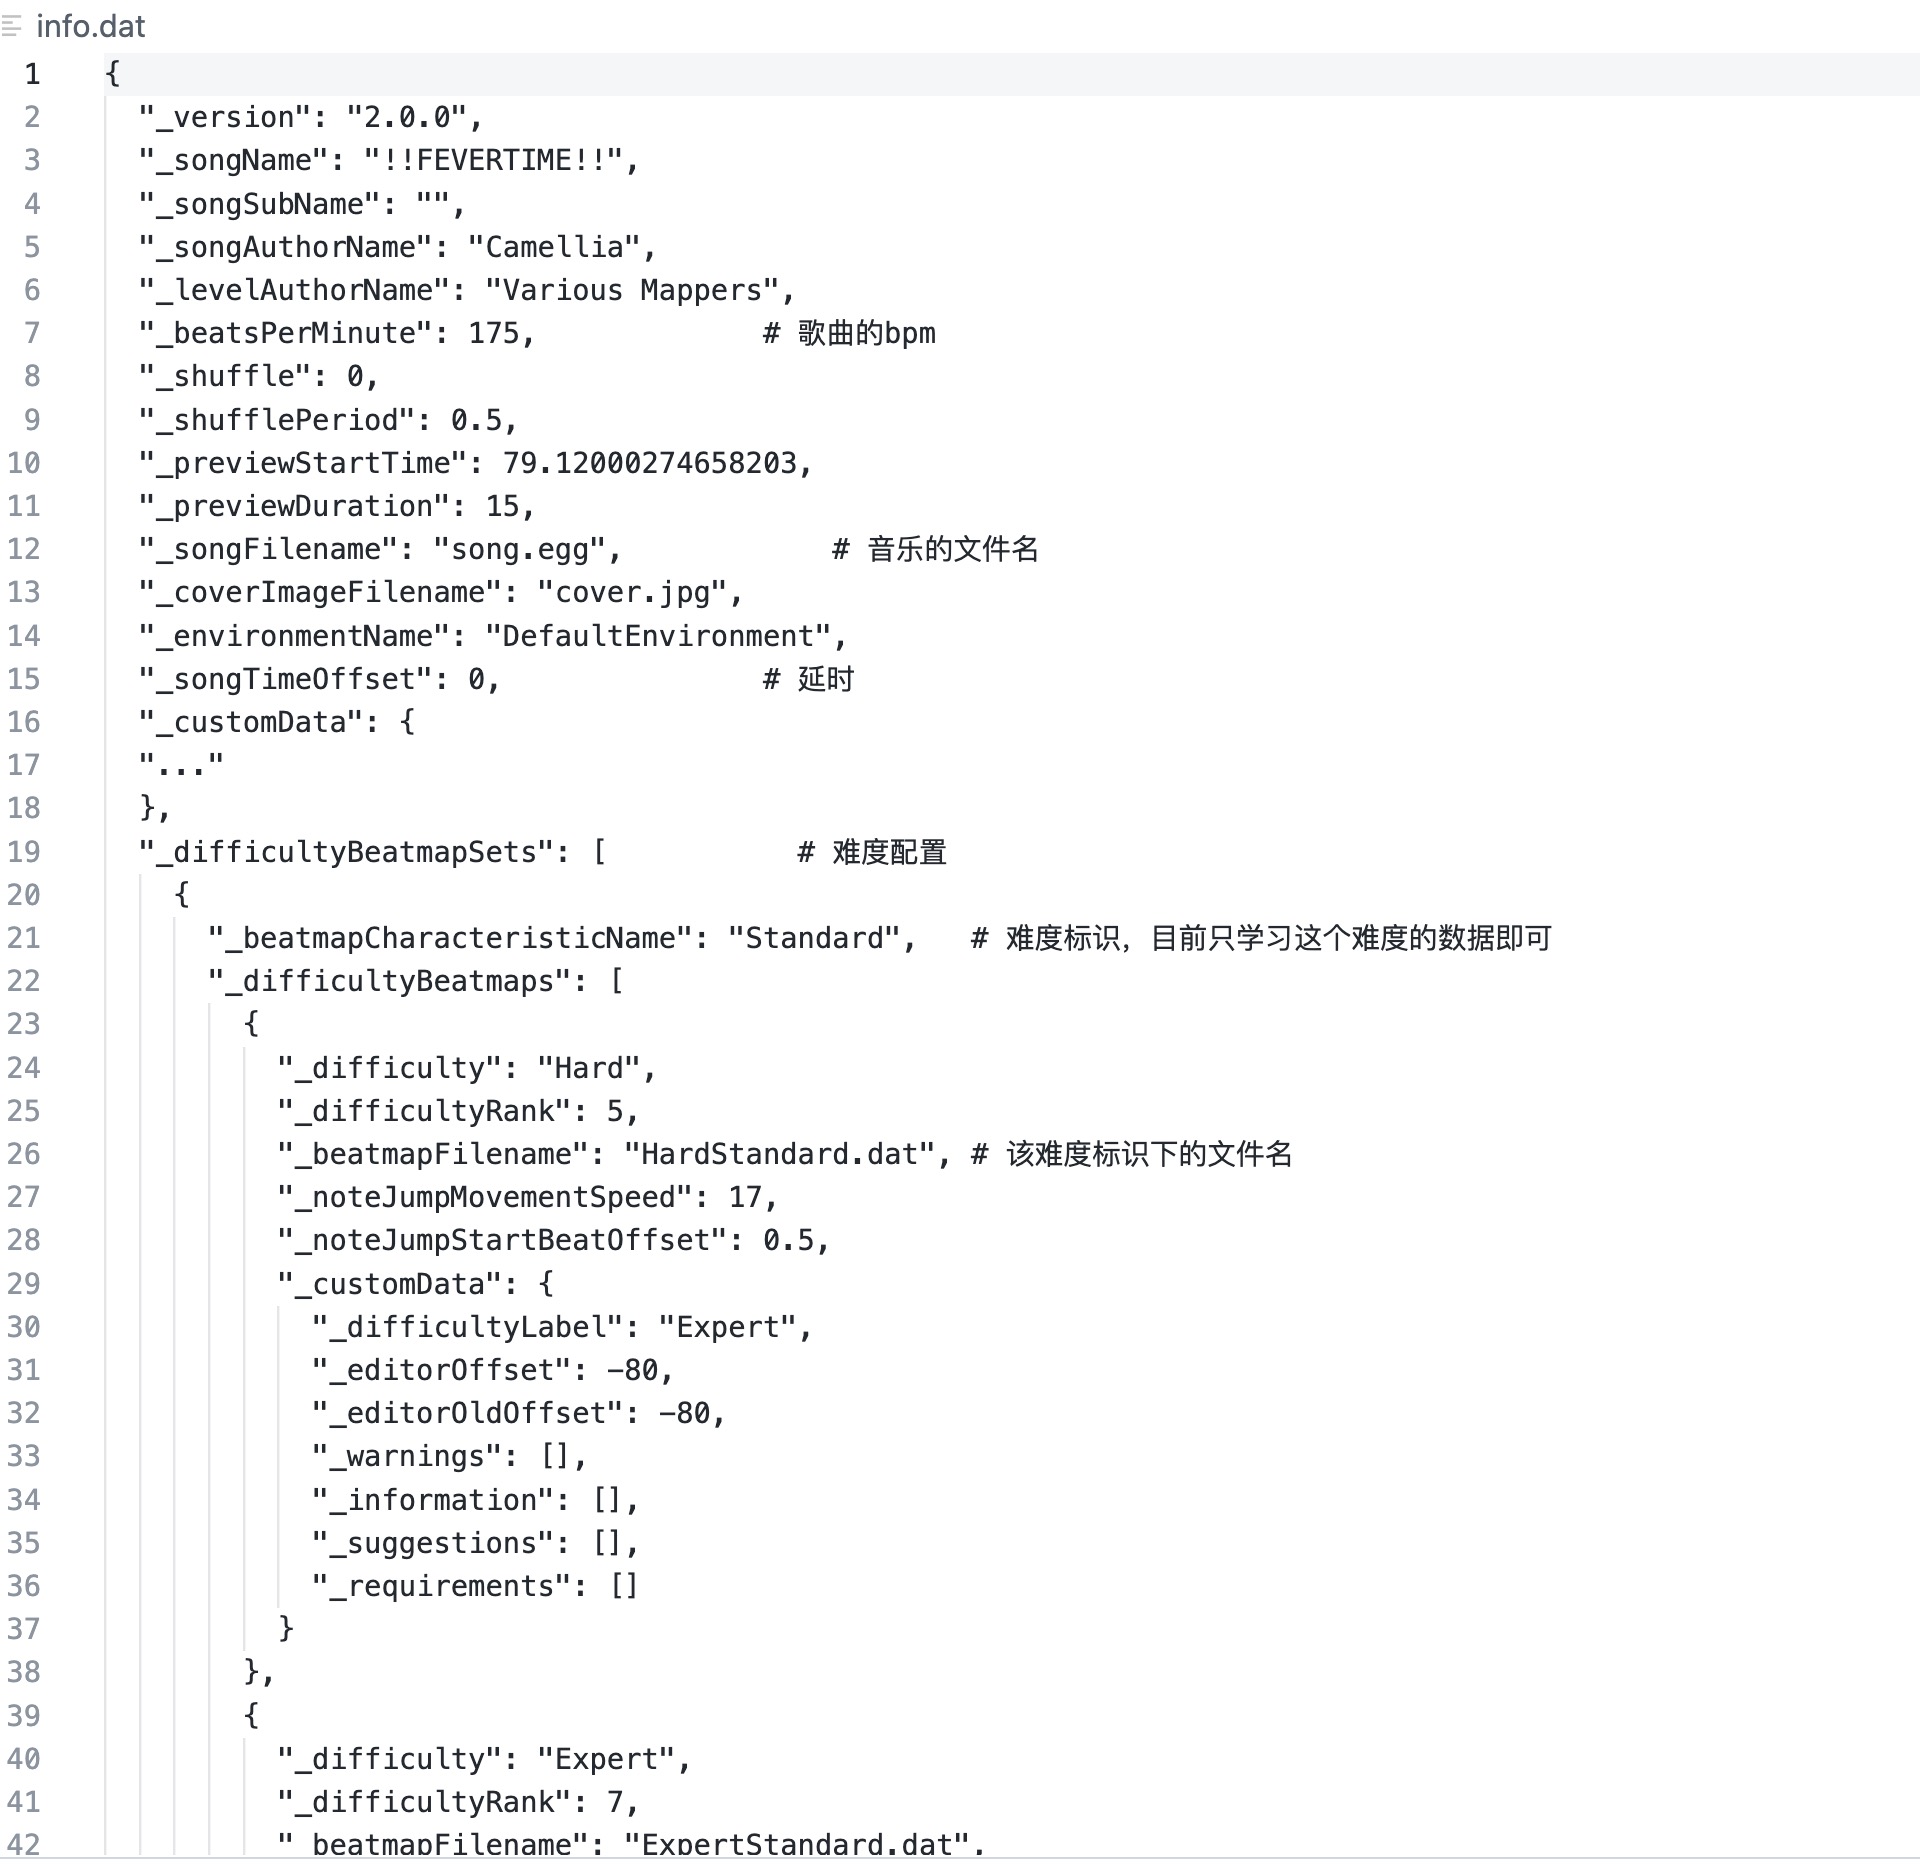 info.dat
1 {
2 "_version": "2.0.0",
3 "_songName": "!!FEVERTIME!!",
4 "_songSubName": "",
5 "_songAuthorName": "Camellia",
6 "_levelAuthorName": "Various Mappers",
7 "_beatsPerMinute": 175, # 歌曲的bpm
8 "_shuffle": 0,
9 "_shufflePeriod": 0.5,
10 "_previewStartTime": 79.12000274658203,
11 "_previewDuration": 15,
12 "_songFilename": "song.egg", # 音乐的文件名
13 "_coverImageFilename": "cover.jpg",
14 "_environmentName": "DefaultEnvironment",
15 "_songTimeOffset": 0, # 延时
16 "_customData": {
17 "..."
18 },
19 "_difficultyBeatmapSets": [ # 难度配置
20 {
21 "_beatmapCharacteristicName": "Standard", # 难度标识，目前只学习这个难度的数据即可
22 "_difficultyBeatmaps": [
23 {
24 "_difficulty": "Hard",
25 "_difficultyRank": 5,
26 "_beatmapFilename": "HardStandard.dat", # 该难度标识下的文件名
27 "_noteJumpMovementSpeed": 17,
28 "_noteJumpStartBeatOffset": 0.5,
29 "_customData": {
30 "_difficultyLabel": "Expert",
31 "_editorOffset": -80,
32 "_editorOldOffset": -80,
33 "_warnings": [],
34 "_information": [],
35 "_suggestions": [],
36 "_requirements": []
37 }
38 },
39 {
40 "_difficulty": "Expert",
41 "_difficultyRank": 7,
42 "_beatmapFilename": "ExpertStandard.dat",